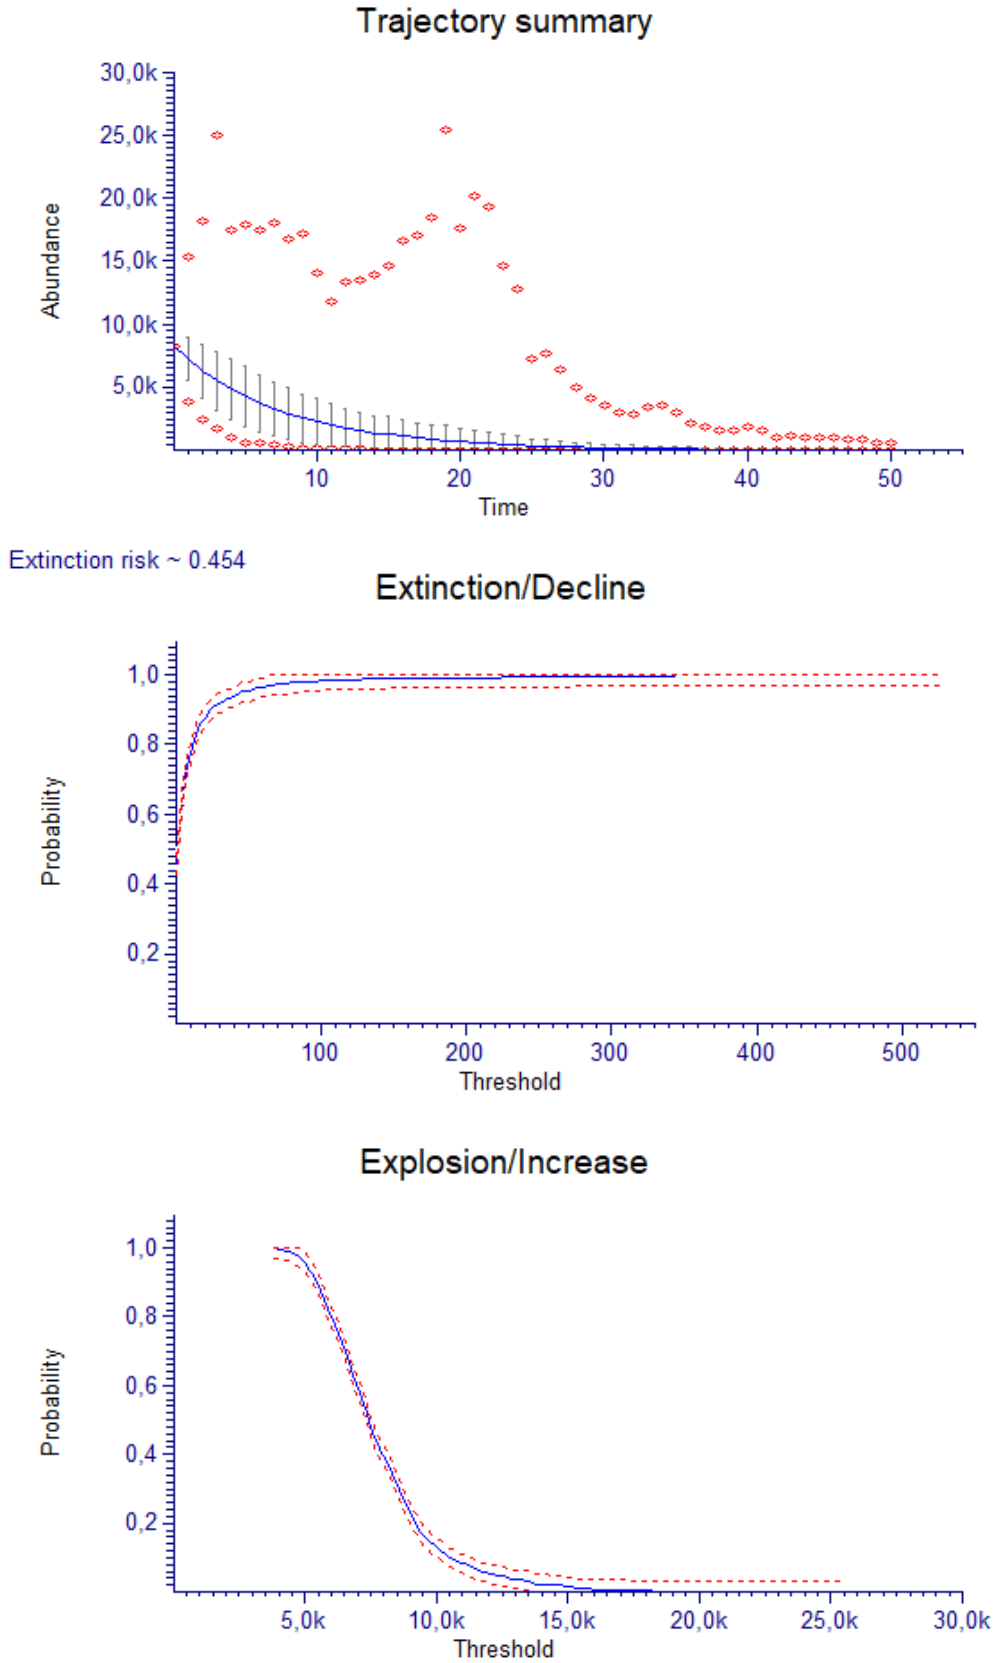 Trajectory summary
30,0k
25,0k
20,0k
15,0k
10,0k
5,0k
Abundance
10 20 30 40 50
Time
Extinction risk ~ 0.454
Extinction/Decline
1,0
0,8
0,6
0,4
0,2
Probability
100 200 300 400 500
Threshold
Explosion/Increase
1,0
0,8
0,6
0,4
0,2
Probability
5,0k 10,0k 15,0k 20,0k 25,0k 30,0k
Threshold